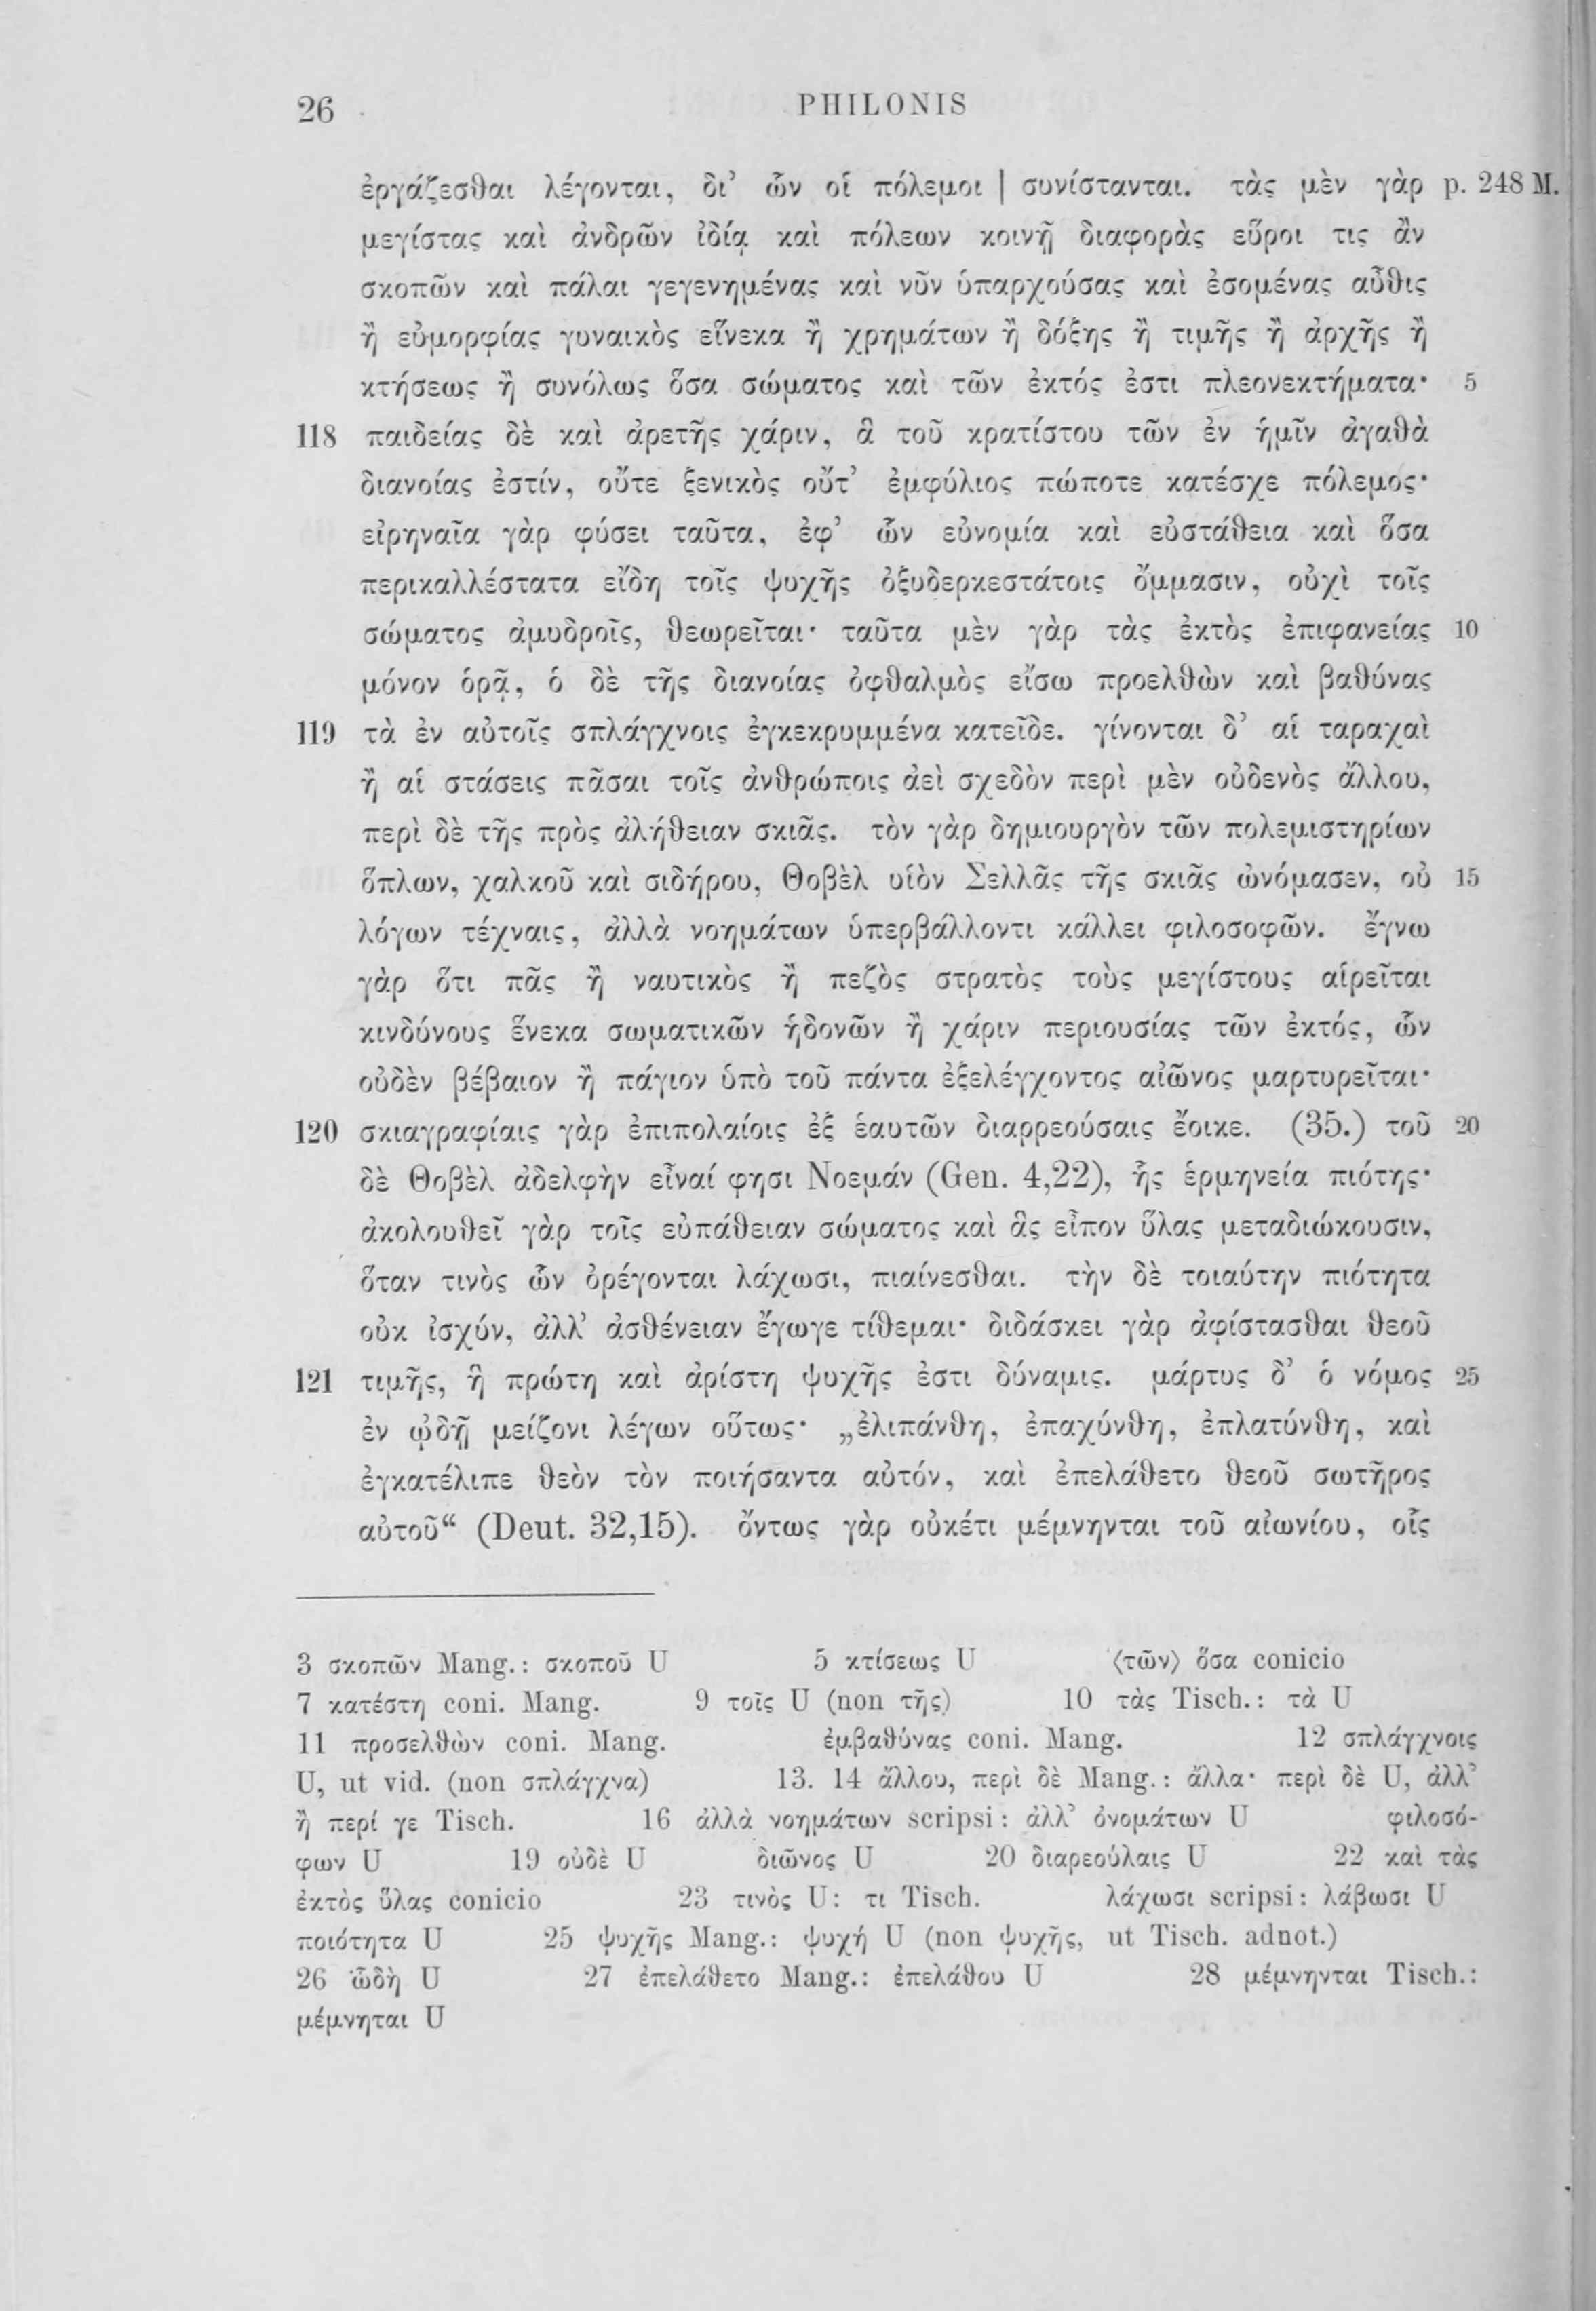 26 PHILONIS
ἐργάζεσθαι λέγονται, δι’ ὧν οἱ πόλεμοι | συνίστανται. τὰς μὲν γὰρ p. 248 M.
μεγίστας καὶ ἀνδρῶν ἰδίᾳ καὶ πόλεων κοινῇ διαφορὰς εὕροι τις ἂν
σκοπῶν καὶ πάλαι γεγενημένας καὶ νῦν ὑπαρχούσας καὶ ἐσομένας αὖθις
ἢ εὐμορφίας γυναικὸς εἵνεκα ἢ χρημάτων ἢ δόξης ἢ τιμῆς ἢ ἀρχῆς ἢ
κτήσεως ἢ συνόλως ὅσα σώματος καὶ τῶν ἐκτός ἐστι πλεονεκτήματα· 5
118 παιδείας δὲ καὶ ἀρετῆς χάριν, ἃ τοῦ κρατίστου τῶν ἐν ἡμῖν ἀγαθὰ
διανοίας ἐστίν, οὔτε ξενικὸς οὔτ’ ἐμφύλιος πώποτε κατέσχε πόλεμος·
εἰρηναῖα γὰρ φύσει ταῦτα, ἐφ’ ὧν εὐνομία καὶ εὐστάθεια καὶ ὅσα
περικαλλέστατα εἴδη τοῖς ψυχῆς ὀξυδερκεστάτοις ὄμμασιν, οὐχὶ τοῖς
σώματος ἀμυδροῖς, θεωρεῖται· ταῦτα μὲν γὰρ τὰς ἐκτὸς ἐπιφανείας 10
μόνον ὁρᾷ, ὁ δὲ τῆς διανοίας ὀφθαλμὸς εἴσω προελθὼν καὶ βαθύνας
119 τὰ ἐν αὐτοῖς σπλάγχνοις ἐγκεκρυμμένα κατεῖδε. γίνονται δ’ αἱ ταραχαὶ
ἢ αἱ στάσεις πᾶσαι τοῖς ἀνθρώποις ἀεὶ σχεδὸν περὶ μὲν οὐδενὸς ἄλλου,
περὶ δὲ τῆς πρὸς ἀλήθειαν σκιᾶς. τὸν γὰρ δημιουργὸν τῶν πολεμιστηρίων
ὅπλων, χαλκοῦ καὶ σιδήρου, Θοβὲλ υἱὸν Σελλᾶς τῆς σκιᾶς ὠνόμασεν, οὐ 15
λόγων τέχναις, ἀλλὰ νοημάτων ὑπερβάλλοντι κάλλει φιλοσοφῶν. ἔγνω
γὰρ ὅτι πᾶς ἢ ναυτικὸς ἢ πεζὸς στρατὸς τοὺς μεγίστους αἱρεῖται
κινδύνους ἕνεκα σωματικῶν ἡδονῶν ἢ χάριν περιουσίας τῶν ἐκτός, ὧν
οὐδὲν βέβαιον ἢ πάγιον ὑπὸ τοῦ πάντα ἐξελέγχοντος αἰῶνος μαρτυρεῖται·
120 σκιαγραφίαις γὰρ ἐπιπολαίοις ἐξ ἑαυτῶν διαρρεούσαις ἔοικε. (35.) τοῦ 20
δὲ Θοβὲλ ἀδελφὴν εἶναί φησι Νοεμάν (Gen. 4,22), ἧς ἑρμηνεία πιότης·
ἀκολουθεῖ γὰρ τοῖς εὐπάθειαν σώματος καὶ ἃς εἶπον ὕλας μεταδιώκουσιν,
ὅταν τινὸς ὧν ὀρέγονται λάχωσι, πιαίνεσθαι. τὴν δὲ τοιαύτην πιότητα
οὐκ ἰσχύν, ἀλλ’ ἀσθένειαν ἔγωγε τίθεμαι· διδάσκει γὰρ ἀφίστασθαι θεοῦ
121 τιμῆς, ἣ πρώτη καὶ ἀρίστη ψυχῆς ἐστι δύναμις. μάρτυς δ’ ὁ νόμος 25
ἐν ᾠδῇ μείζονι λέγων οὕτως· „ἐλιπάνθη, ἐπαχύνθη, ἐπλατύνθη, καὶ
ἐγκατέλιπε θεὸν τὸν ποιήσαντα αὐτόν, καὶ ἐπελάθετο θεοῦ σωτῆρος
αὐτοῦ“ (Deut. 32,15). ὄντως γὰρ οὐκέτι μέμνηνται τοῦ αἰωνίου, οἷς
3 σκοπῶν Mang.: σκοποῦ U 5 κτίσεως U ⟨τῶν⟩ ὅσα conicio
7 κατέστη coni. Mang. 9 τοῖς U (non τῆς) 10 τὰς Tisch.: τὰ U
11 προσελθὼν coni. Mang. ἐμβαθύνας coni. Mang. 12 σπλάγχνοις
U, ut vid. (non σπλάγχνα) 13. 14 ἄλλου, περὶ δὲ Mang.: ἄλλα· περὶ δὲ U, ἀλλ’
ἢ περί γε Tisch. 16 ἀλλὰ νοημάτων scripsi: ἀλλ’ ὀνομάτων U φιλοσό-
φων U 19 οὐδὲ U διῶνος U 20 διαρεούλαις U 22 καὶ τὰς
ἐκτὸς ὕλας conicio 23 τινὸς U: τι Tisch. λάχωσι scripsi: λάβωσι U
ποιότητα U 25 ψυχῆς Mang.: ψυχή U (non ψυχῆς, ut Tisch. adnot.)
26 ὠδὴ U 27 ἐπελάθετο Mang.: ἐπελάθου U 28 μέμνηνται Tisch.:
μέμνηται U